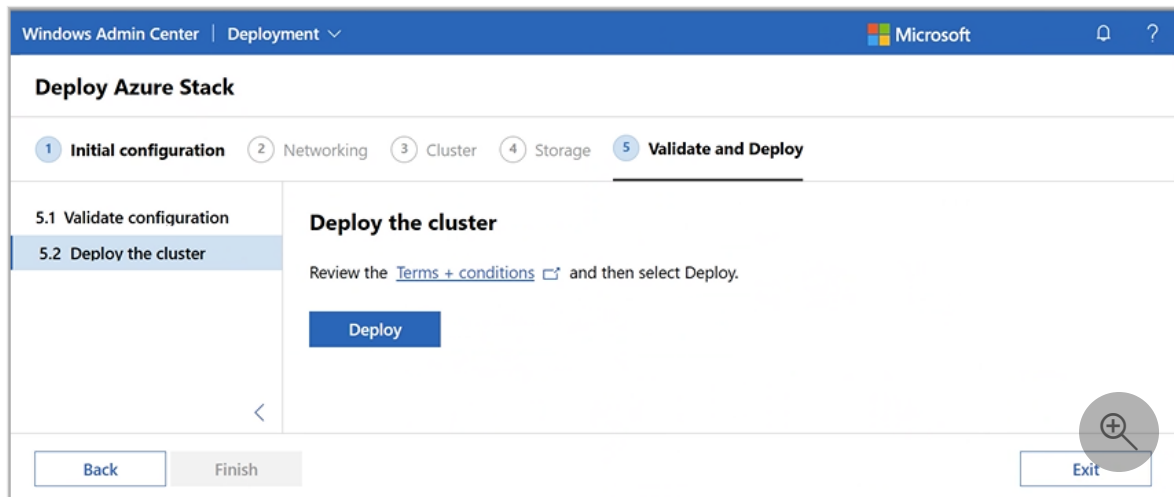 Windows Admin Center | Deployment
Microsoft
?
Deploy Azure Stack
1 Initial configuration 2 Networking 3 Cluster 4 Storage 5 Validate and Deploy
5.1 Validate configuration
5.2 Deploy the cluster
Deploy the cluster
Review the Terms + conditions and then select Deploy.
Deploy
Back
Finish
Exit